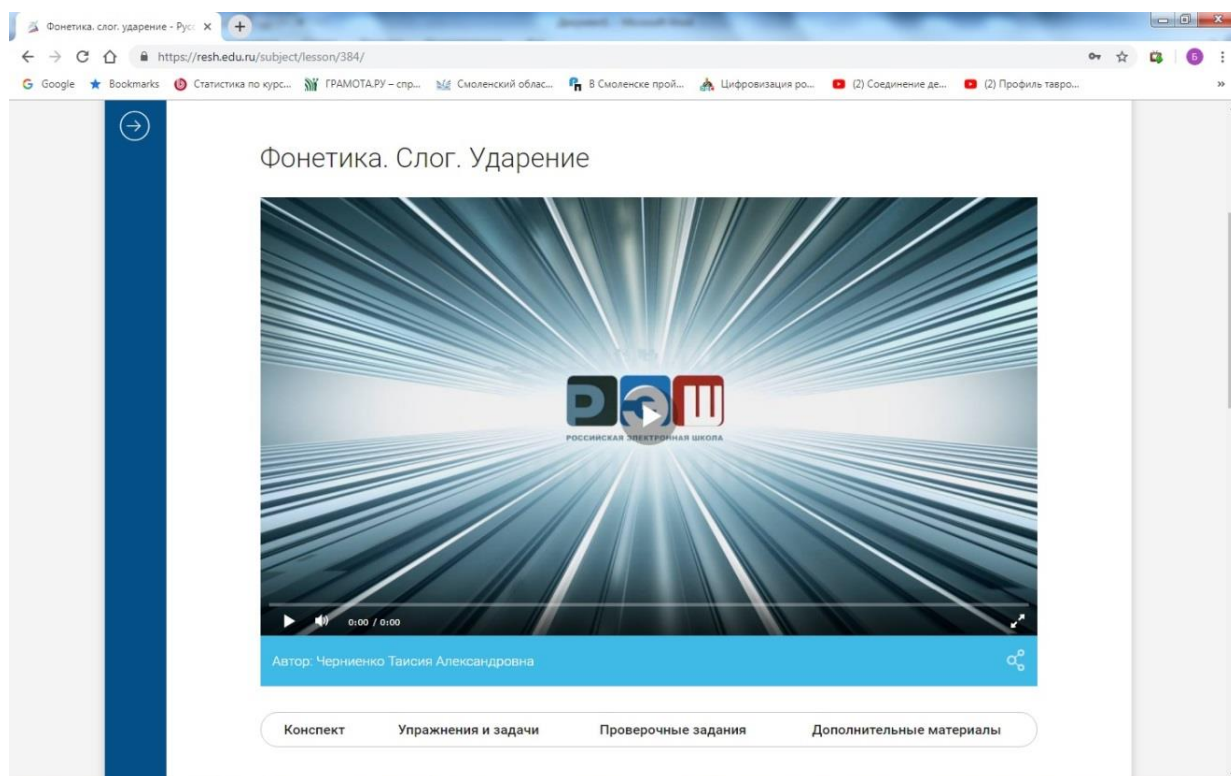 Фонетика. слог. ударение - Рус
https://resh.edu.ru/subject/lesson/384/
Б
Google Bookmarks Статистика по курс... ГРАМОТА.РУ – спр... Смоленский облас... В Смоленске прой... Цифровизация ро... (2) Соединение де... (2) Профиль тавро... »
Фонетика. Слог. Ударение
РЭШ
РОССИЙСКАЯ ЭЛЕКТРОННАЯ ШКОЛА
0:00 / 0:00
Автор: Черниенко Таисия Александровна
Конспект Упражнения и задачи Проверочные задания Дополнительные материалы